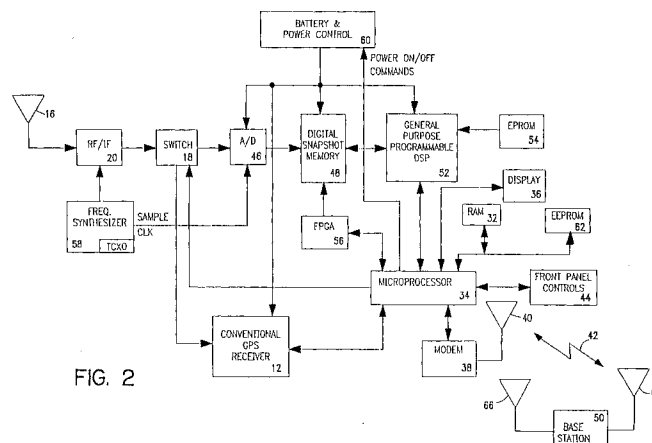 BATTERY &
POWER CONTROL
60
POWER ON/OFF
COMMANDS
16
RF/IF
20
SWITCH
18
A/D
46
DIGITAL
SNAPSHOT
MEMORY
48
GENERAL
PURPOSE
PROGRAMMABLE
DSP
52
EPROM
54
DISPLAY
36
RAM
32
EEPROM
62
FREQ.
SYNTHESIZER
58
TCXO
SAMPLE
CLK
FPGA
56
MICROPROCESSOR
34
FRONT PANEL
CONTROLS
44
CONVENTIONAL
GPS
RECEIVER
12
MODEM
38
40
42
66
50
BASE
STATION
FIG. 2